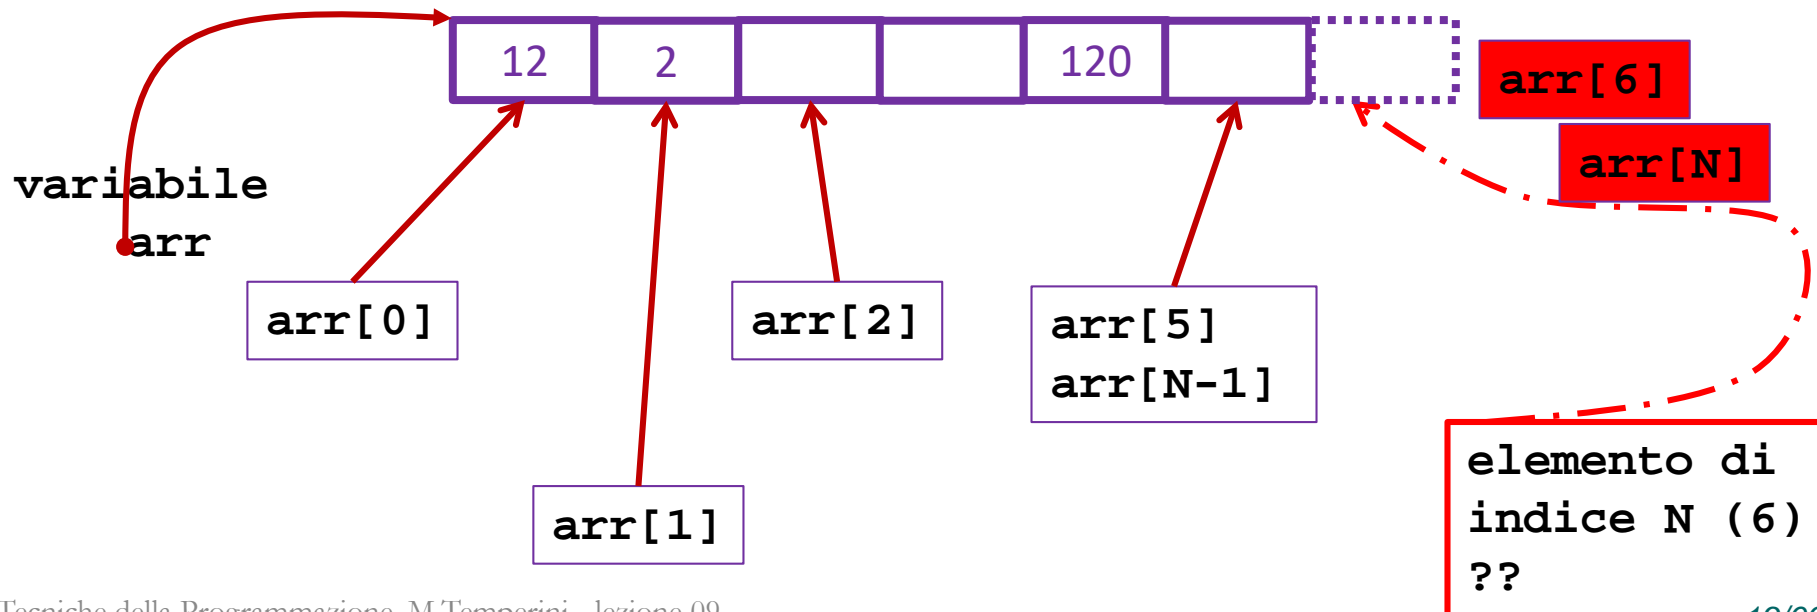 12 2 120
arr[6]
arr[N]
variabile
arr
arr[0]
arr[2]
arr[5]
arr[N-1]
arr[1]
elemento di
indice N (6)
??
Tecniche della Programmazione, M.Temperini - lezione 09